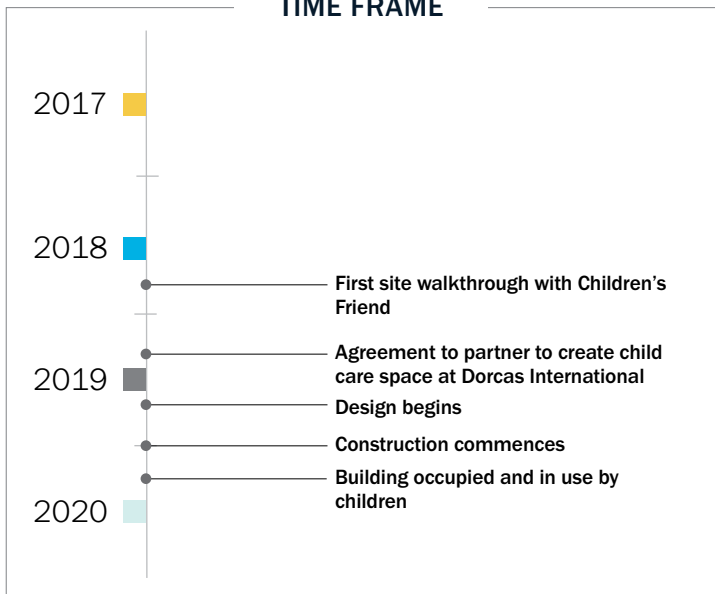 TIME FRAME
2017
2018
First site walkthrough with Children’s
Friend
Agreement to partner to create child
care space at Dorcas International
2019
Design begins
Construction commences
Building occupied and in use by
children
2020